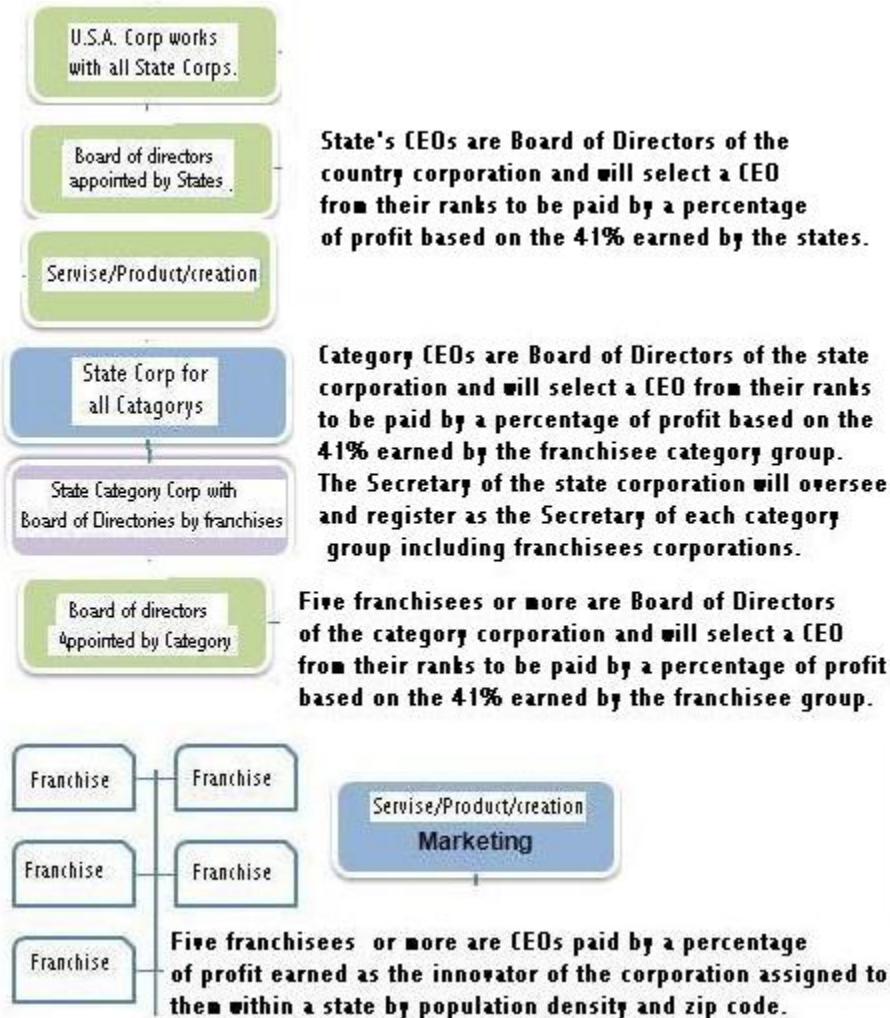 U.S.A. Corp works
with all State Corps.
Board of directors
appointed by States .
State's CEOs are Board of Directors of the
country corporation and will select a CEO
from their ranks to be paid by a percentage
of profit based on the 41% earned by the states.
Servise/Product/creation
State Corp for
all Catagorys
Category CEOs are Board of Directors of the state
corporation and will select a CEO from their ranks
to be paid by a percentage of profit based on the
41% earned by the franchisee category group.
The Secretary of the state corporation will oversee
and register as the Secretary of each category
group including franchisees corporations.
State Category Corp with
Board of Directories by franchises
Board of directors
Appointed by Category
Five franchisees or more are Board of Directors
of the category corporation and will select a CEO
from their ranks to be paid by a percentage of profit
based on the 41% earned by the franchisee group.
Franchise
Franchise
Servise/Product/creation
Marketing
Franchise
Franchise
Franchise
Five franchisees or more are CEOs paid by a percentage
of profit earned as the innovator of the corporation assigned to
them within a state by population density and zip code.